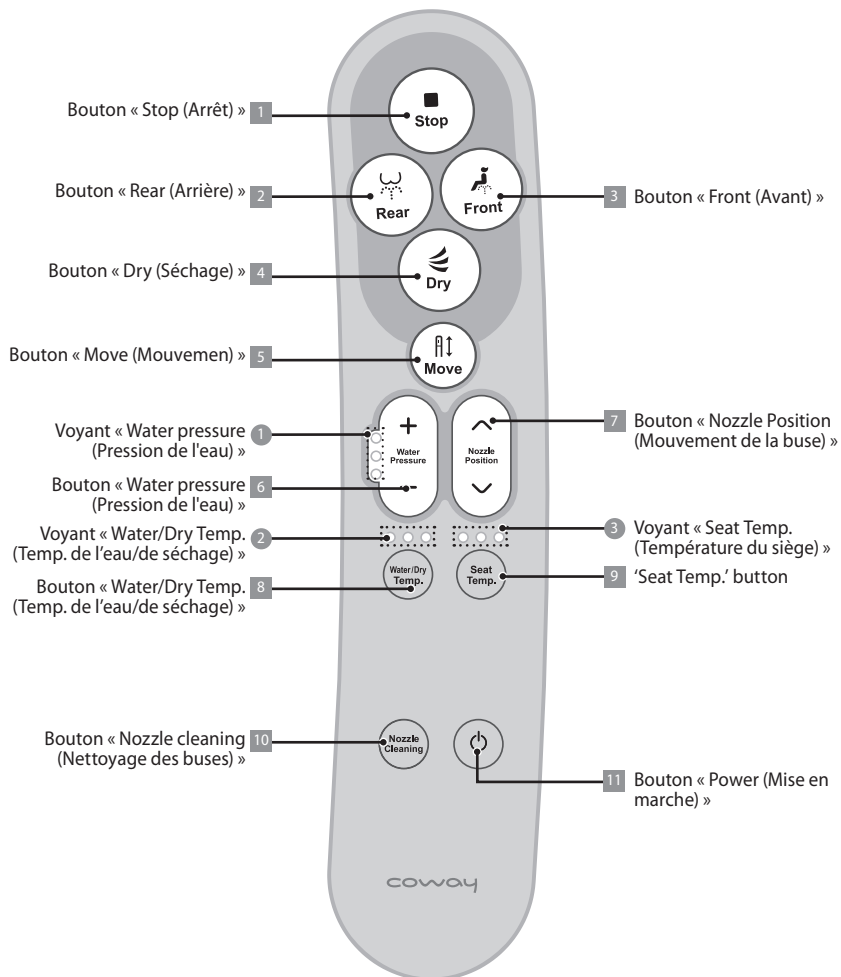 Bouton « Stop (Arrêt) » 1
Stop
Bouton « Rear (Arrière) » 2
Rear
Front
3 Bouton « Front (Avant) »
Bouton « Dry (Séchage) » 4
Dry
Bouton « Move (Mouvemen) » 5
Move
Voyant « Water pressure 1
(Pression de l'eau) »
Bouton « Water pressure 6
(Pression de l'eau) »
+
Water
Pressure
-
Nozzle
Position
7 Bouton « Nozzle Position
(Mouvement de la buse) »
Voyant « Water/Dry Temp. 2
(Temp. de l’eau/de séchage) »
3 Voyant « Seat Temp.
(Température du siège) »
Bouton « Water/Dry Temp. 8
(Temp. de l’eau/de séchage) »
Water/Dry
Temp.
Seat
Temp.
9 ‘Seat Temp.’ button
Bouton « Nozzle cleaning 10
(Nettoyage des buses) »
Nozzle
Cleaning
11 Bouton « Power (Mise en
marche) »
coway